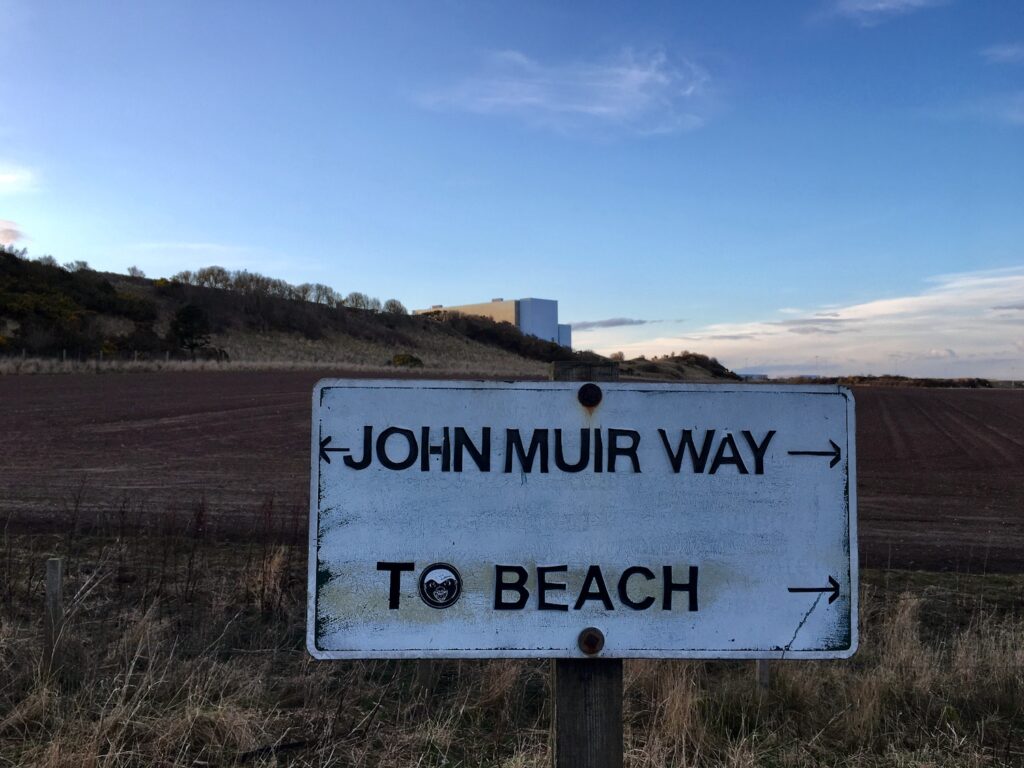 ← JOHN MUIR WAY →
TO BEACH →